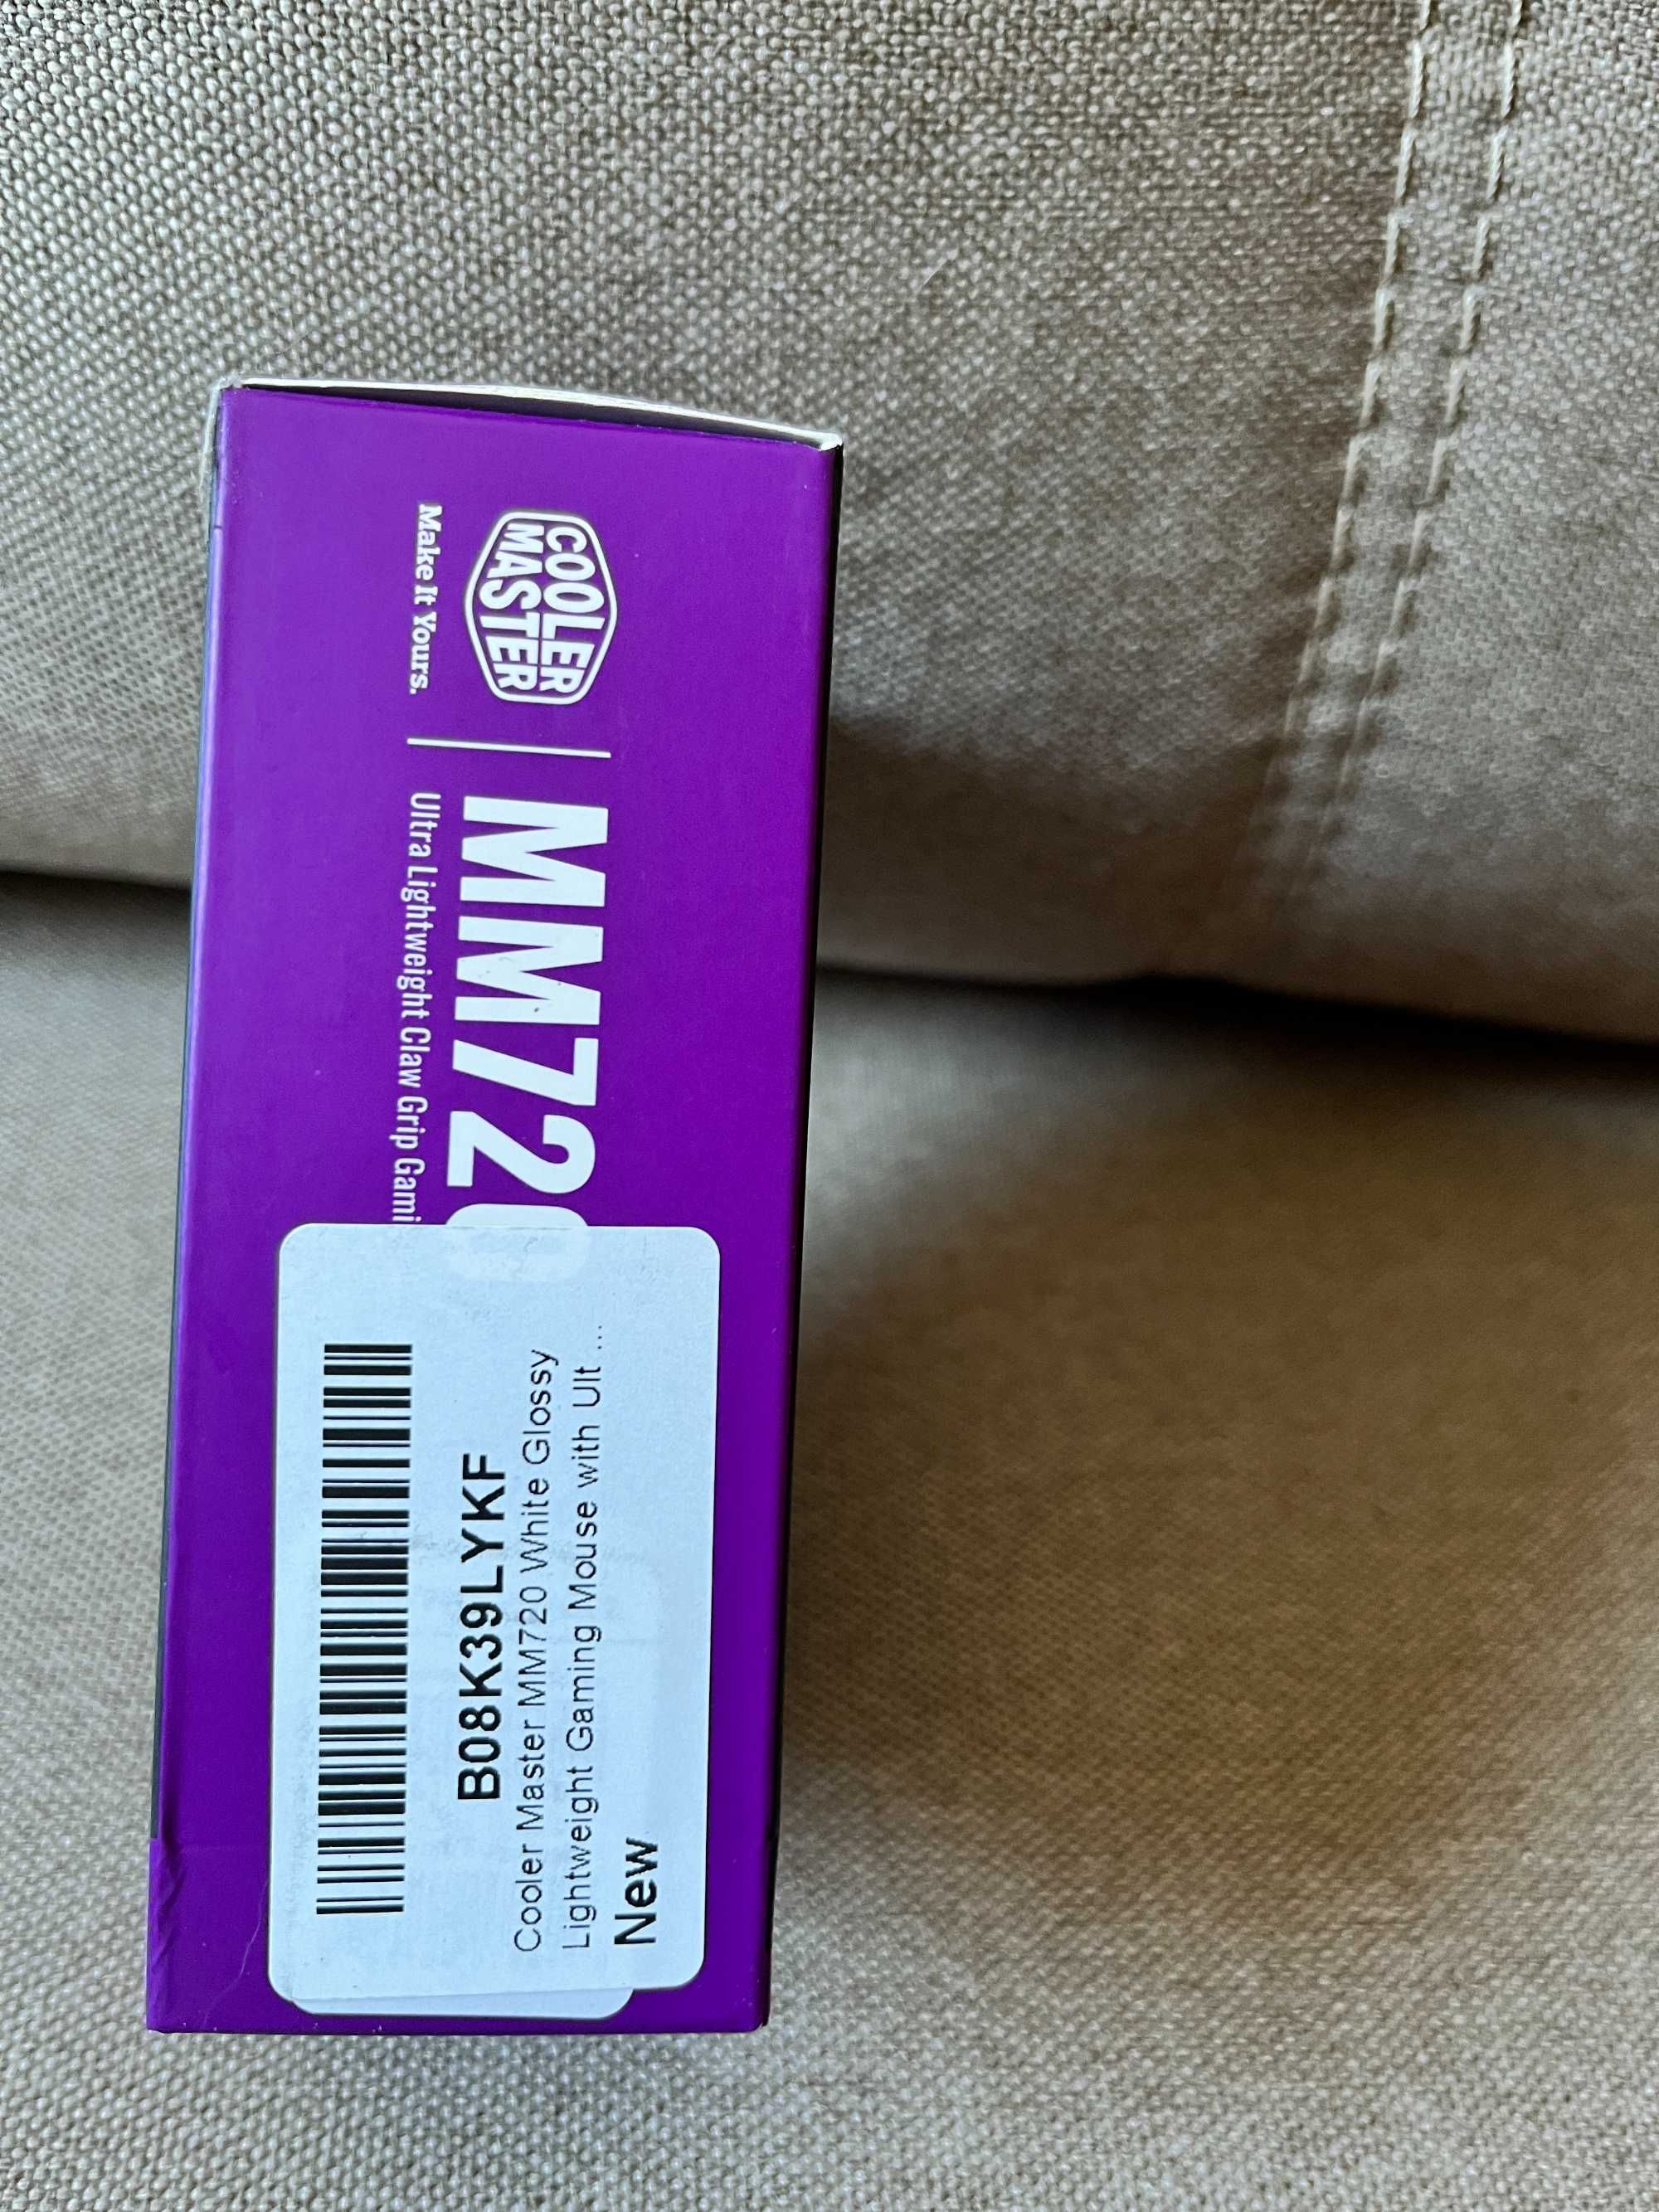 COOLER
MASTER
Make It Yours.
MM720
Ultra Lightweight Claw Grip Gami
B08K39LYKF
Cooler Master MM720 White Glossy
Lightweight Gaming Mouse with Ult ...
New